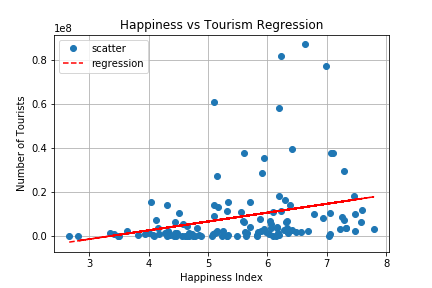 Happiness vs Tourism Regression
1e8
scatter
regression
0.8
0.6
0.4
0.2
0.0
Number of Tourists
3 4 5 6 7 8
Happiness Index